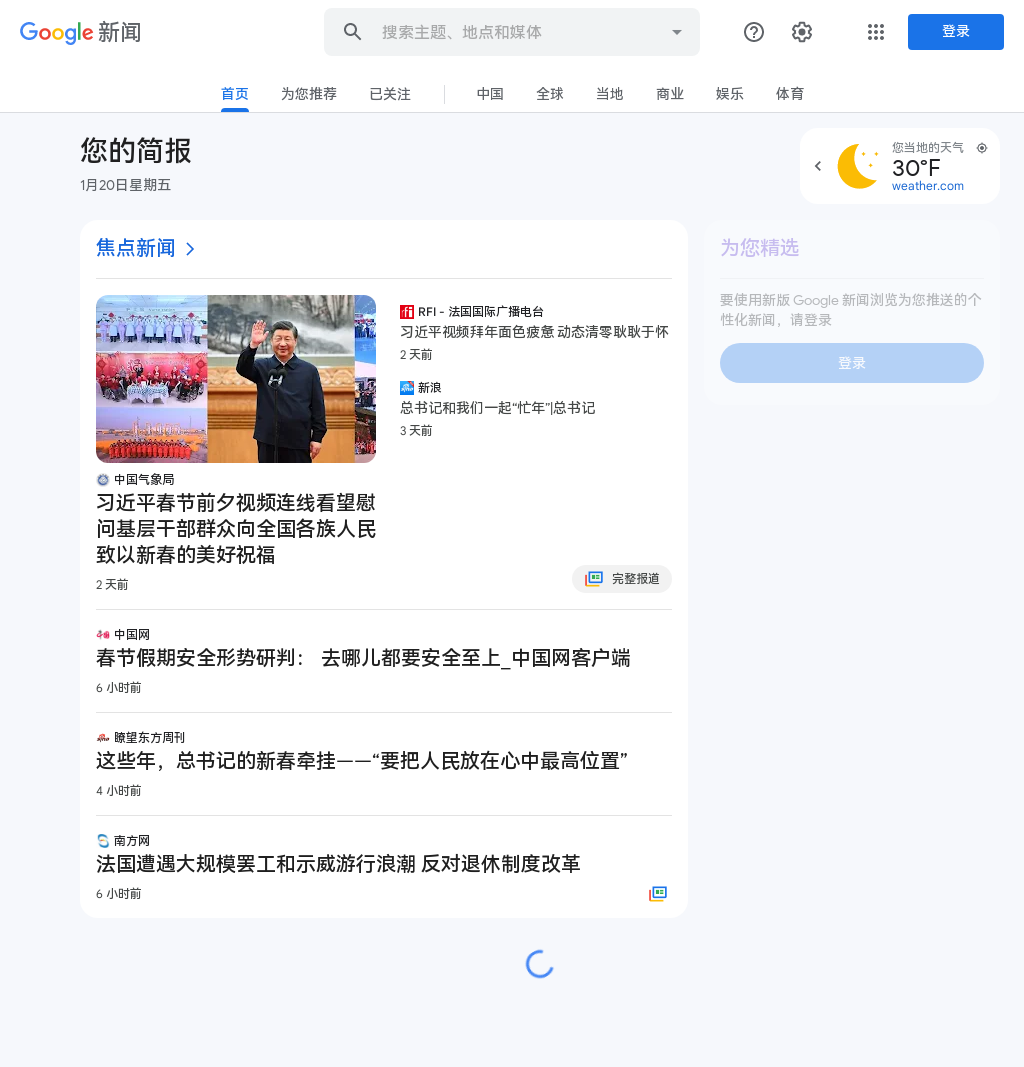 Google 新闻
搜索主题、地点和媒体
登录
首页
为您推荐
已关注
中国
全球
当地
商业
娱乐
体育
您的简报
1月20日星期五
您当地的天气
30°F
weather.com
焦点新闻
中国气象局
习近平春节前夕视频连线看望慰
问基层干部群众向全国各族人民
致以新春的美好祝福
2 天前
RFI - 法国国际广播电台
习近平视频拜年面色疲惫 动态清零耿耿于怀
2 天前
新浪
总书记和我们一起“忙年”|总书记
3 天前
完整报道
中国网
春节假期安全形势研判： 去哪儿都要安全至上_中国网客户端
6 小时前
瞭望东方周刊
这些年，总书记的新春牵挂——“要把人民放在心中最高位置”
4 小时前
南方网
法国遭遇大规模罢工和示威游行浪潮 反对退休制度改革
6 小时前
为您精选
要使用新版 Google 新闻浏览为您推送的个
性化新闻，请登录
登录